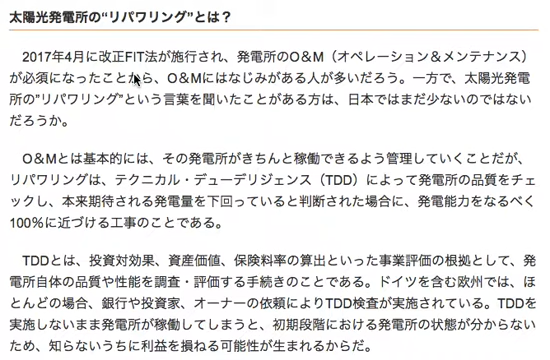 太陽光発電所の“リパワリング”とは？
2017年4月に改正FIT法が施行され、発電所のO＆M（オペレーション＆メンテナンス）
が必須になったことから、O＆Mにはなじみがある人が多いだろう。一方で、太陽光発電
所の”リパワリング”という言葉を聞いたことがある方は、日本ではまだ少ないのではない
だろうか。
O＆Mとは基本的には、その発電所がきちんと稼働できるよう管理していくことだが、
リパワリングは、テクニカル・デューデリジェンス（TDD）によって発電所の品質をチェ
ックし、本来期待される発電量を下回っていると判断された場合に、発電能力をなるべく
100％に近づける工事のことである。
TDDとは、投資対効果、資産価値、保険料率の算出といった事業評価の根拠として、発
電所自体の品質や性能を調査・評価する手続きのことである。ドイツを含む欧州では、ほ
とんどの場合、銀行や投資家、オーナーの依頼によりTDD検査が実施されている。TDDを
実施しないまま発電所が稼働してしまうと、初期段階における発電所の状態が分からない
ため、知らないうちに利益を損ねる可能性が生まれるからだ。